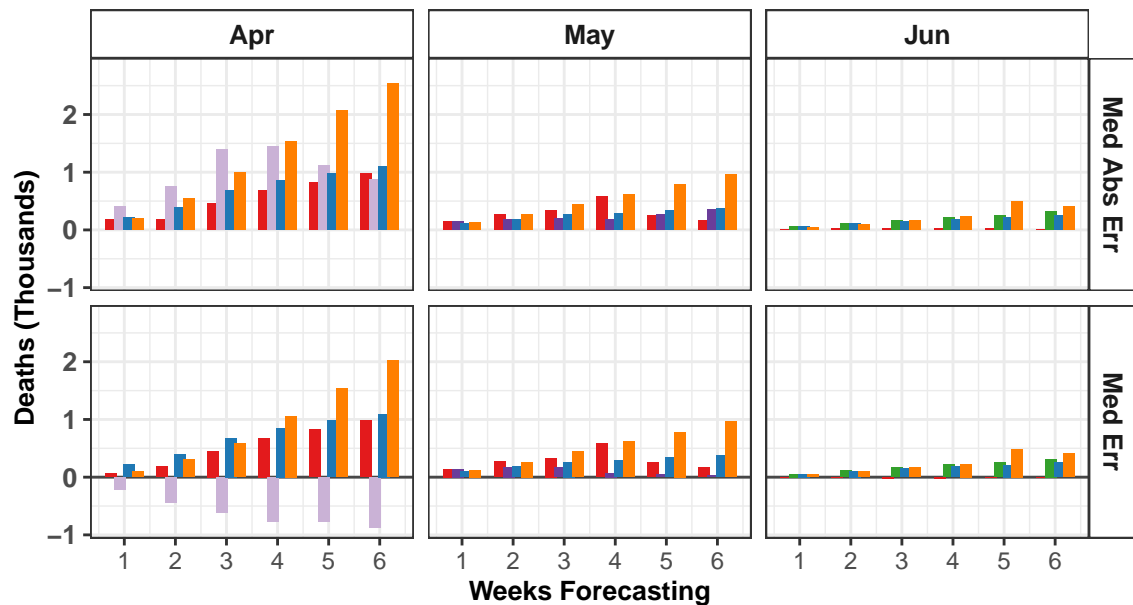 Apr
May
Jun
Deaths (Thousands)
2
1
0
−1
Med Abs Err
2
1
0
−1
Med Err
1 2 3 4 5 6
1 2 3 4 5 6
1 2 3 4 5 6
Weeks Forecasting